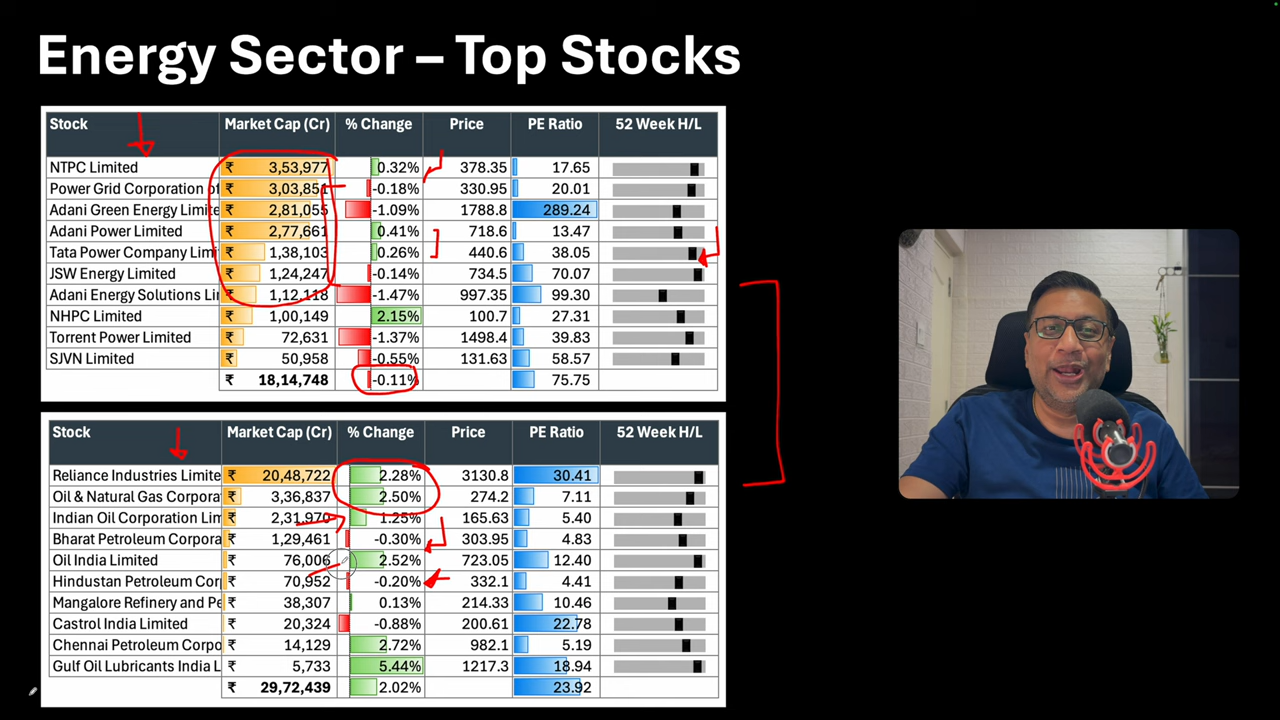 Energy Sector – Top Stocks
Stock Market Cap (Cr) % Change Price PE Ratio 52 Week H/L
NTPC Limited ₹ 3,53,977 0.32% 378.35 17.65
Power Grid Corporation of ₹ 3,03,851 -0.18% 330.95 20.01
Adani Green Energy Limite ₹ 2,81,055 -1.09% 1788.8 289.24
Adani Power Limited ₹ 2,77,661 0.41% 718.6 13.47
Tata Power Company Limi ₹ 1,38,103 0.26% 440.6 38.05
JSW Energy Limited ₹ 1,24,247 -0.14% 734.5 70.07
Adani Energy Solutions Li ₹ 1,12,118 -1.47% 997.35 99.30
NHPC Limited ₹ 1,00,149 2.15% 100.7 27.31
Torrent Power Limited ₹ 72,631 -1.37% 1498.4 39.83
SJVN Limited ₹ 50,958 -0.55% 131.63 58.57
₹ 18,14,748 -0.11% 75.75
Stock Market Cap (Cr) % Change Price PE Ratio 52 Week H/L
Reliance Industries Limite ₹ 20,48,722 2.28% 3130.8 30.41
Oil & Natural Gas Corpora ₹ 3,36,837 2.50% 274.2 7.11
Indian Oil Corporation Lim ₹ 2,31,970 1.25% 165.63 5.40
Bharat Petroleum Corpora ₹ 1,29,461 -0.30% 303.95 4.83
Oil India Limited ₹ 76,006 2.52% 723.05 12.40
Hindustan Petroleum Cor ₹ 70,952 -0.20% 332.1 4.41
Mangalore Refinery and Pe ₹ 38,307 0.13% 214.33 10.46
Castrol India Limited ₹ 20,324 -0.88% 200.61 22.78
Chennai Petroleum Corpo ₹ 14,129 2.72% 982.1 5.19
Gulf Oil Lubricants India L ₹ 5,733 5.44% 1217.3 18.94
₹ 29,72,439 2.02% 23.92